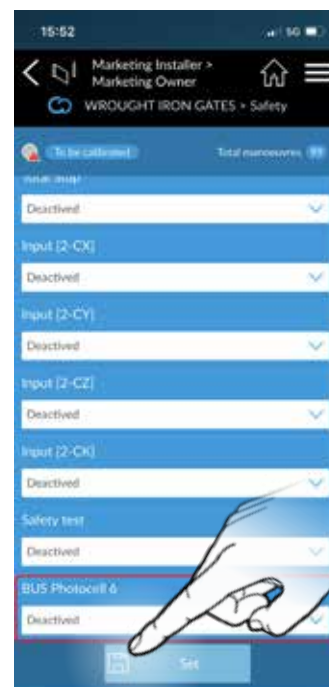 15:52
5G
Marketing Installer >
Marketing Owner
WROUGHT IRON GATES > Safety
To be calibrated
Total manoeuvres
Deactived
Input [2-CX]
Deactived
Input [2-CY]
Deactived
Input [2-CZ]
Deactived
Input [2-CK]
Deactived
Safety test
Deactived
BUS Photocell 6
Deactived
Set